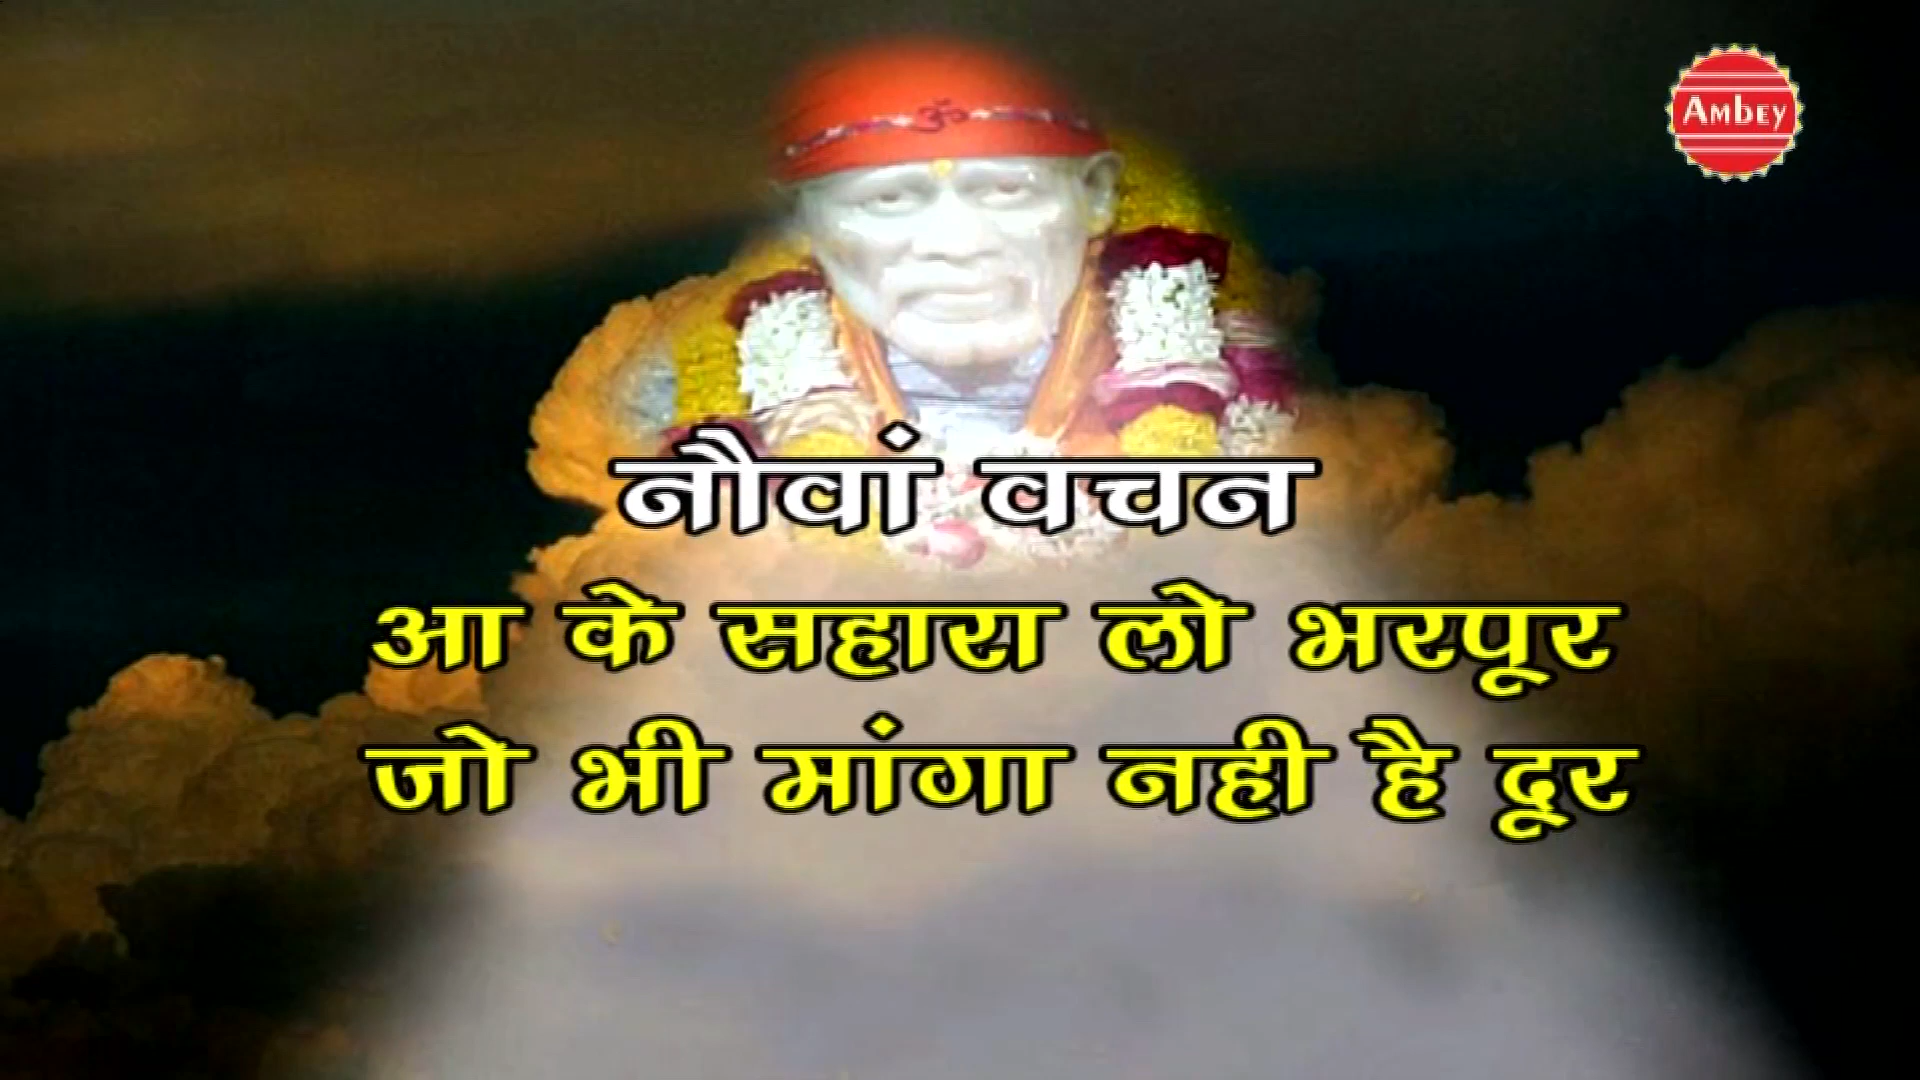 ॐ
AMBEY
नौवां वचन
आ के सहारा लो भरपूर
जो भी मांगा नही है दूर